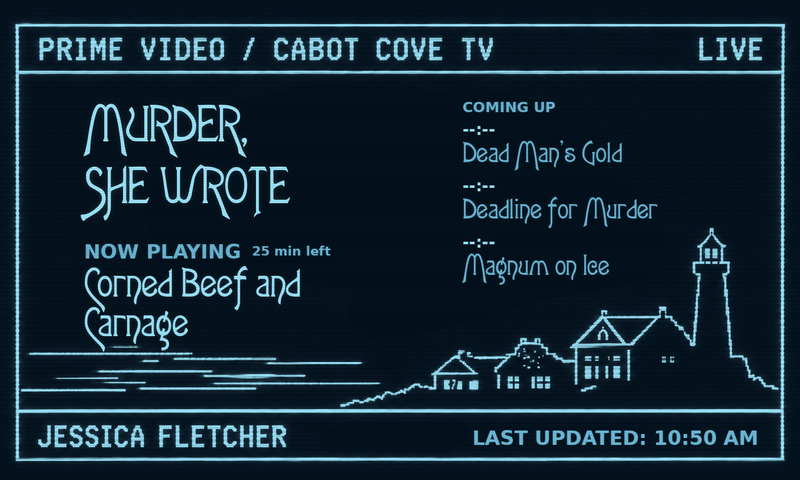 PRIME VIDEO / CABOT COVE TV
LIVE
MURDER,
SHE WROTE
NOW PLAYING 25 min left
Corned Beef and
Carnage
COMING UP
--:--
Dead Man's Gold
--:--
Deadline for Murder
--:--
Magnum on Ice
JESSICA FLETCHER
LAST UPDATED: 10:50 AM